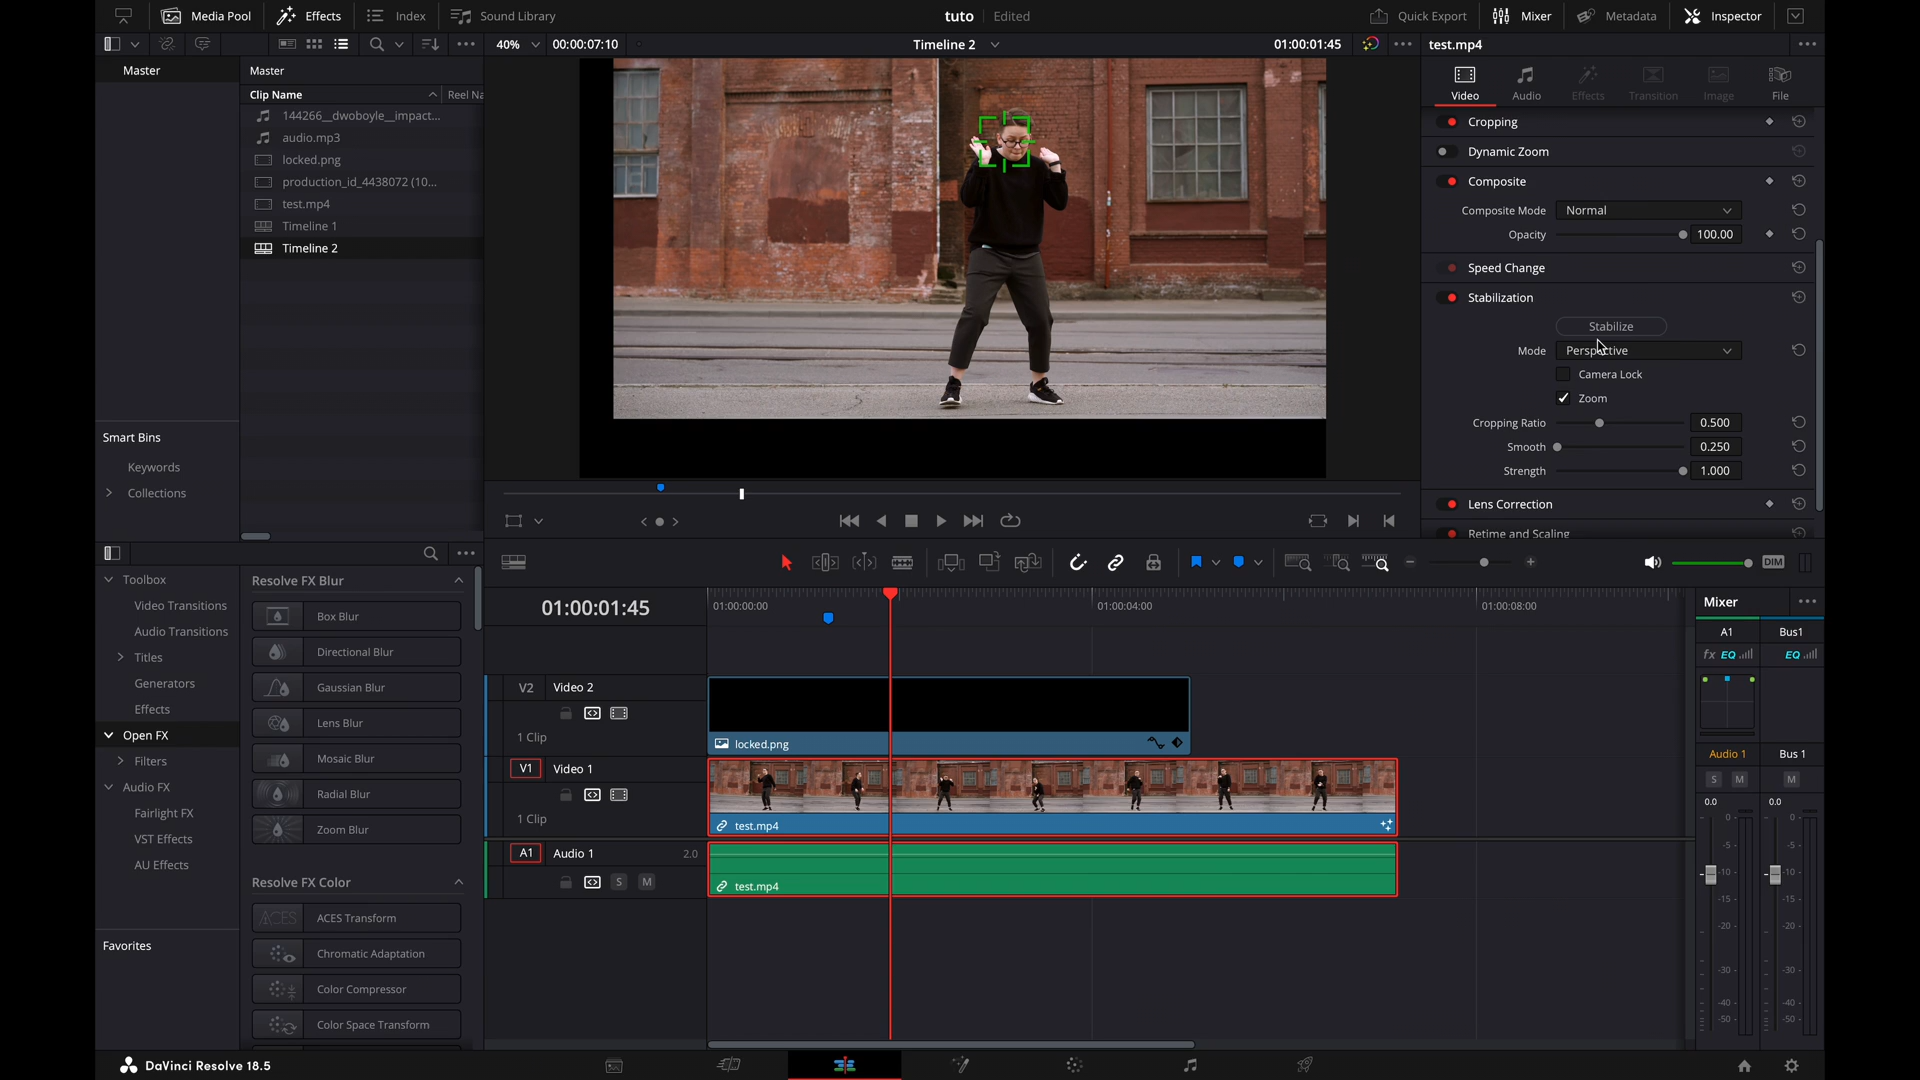 Media Pool
Effects
Index
Sound Library
tuto
Edited
Quick Export
Mixer
Metadata
Inspector
40%
00:00:07:10
Timeline 2
01:00:01:45
test.mp4
Master
Master
Clip Name
Reel Na
144266__dwoboyle__impact...
audio.mp3
locked.png
production_id_4438072 (10...
test.mp4
Timeline 1
Timeline 2
Smart Bins
Keywords
Collections
Video
Audio
Effects
Transition
Image
File
Cropping
Dynamic Zoom
Composite
Composite Mode
Normal
Opacity
100.00
Speed Change
Stabilization
Stabilize
Mode
Perspective
Camera Lock
Zoom
Cropping Ratio
0.500
Smooth
0.250
Strength
1.000
Lens Correction
Retime and Scaling
Toolbox
Video Transitions
Audio Transitions
Titles
Generators
Effects
Open FX
Filters
Audio FX
Fairlight FX
VST Effects
AU Effects
Favorites
Resolve FX Blur
Box Blur
Directional Blur
Gaussian Blur
Lens Blur
Mosaic Blur
Radial Blur
Zoom Blur
Resolve FX Color
ACES
ACES Transform
Chromatic Adaptation
Color Compressor
Color Space Transform
DIM
01:00:01:45
01:00:00:00
01:00:04:00
01:00:08:00
V2
Video 2
1 Clip
locked.png
V1
Video 1
1 Clip
test.mp4
A1
Audio 1
2.0
S
M
test.mp4
Mixer
A1
Bus1
fx
EQ
EQ
Audio 1
Bus 1
S
M
M
0.0
0.0
0-
0-
-5-
-5-
-10-
-10-
-15-
-15-
-20-
-20-
-30-
-30-
-40-
-40-
-50-
-50-
DaVinci Resolve 18.5